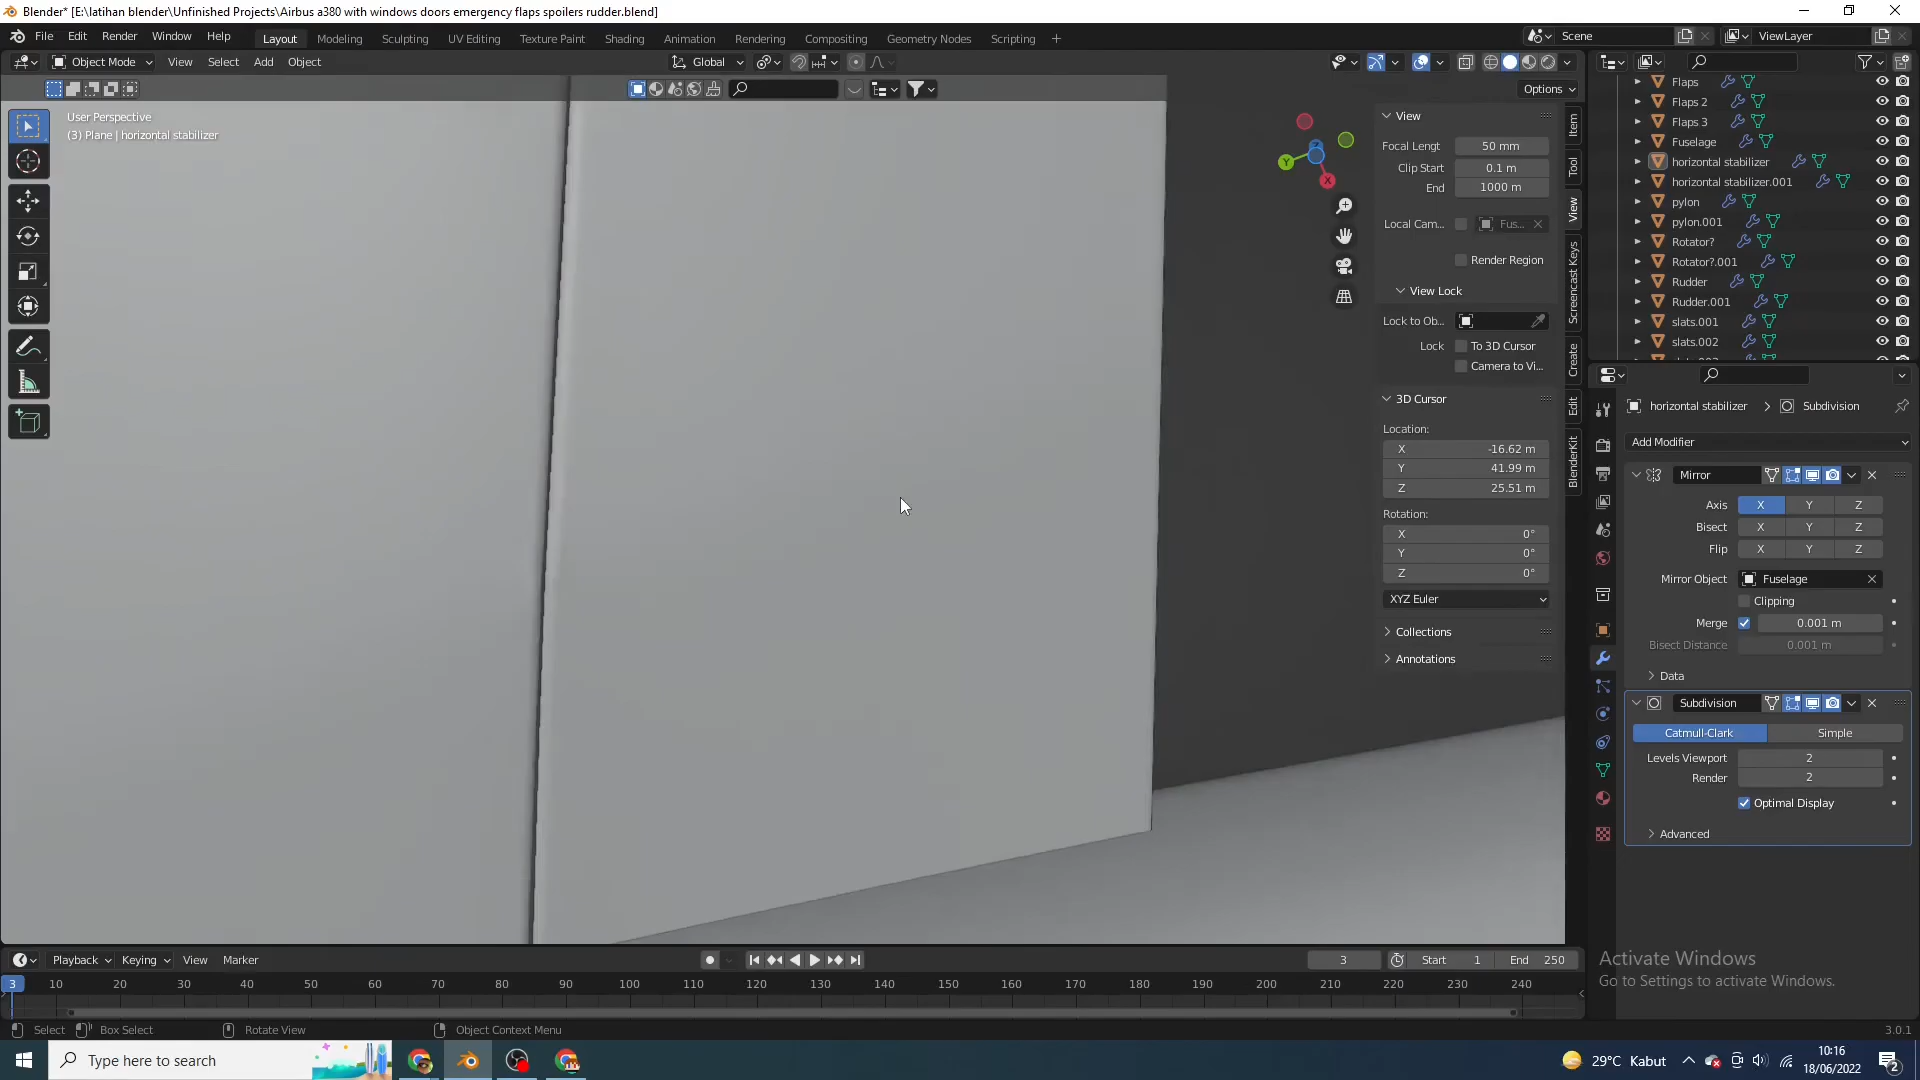 Blender* [E:\latihan blender\Unfinished Projects\Airbus a380 with windows doors emergency flaps spoilers rudder.blend]
File Edit Render Window Help Layout Modeling Sculpting UV Editing Texture Paint Shading Animation Rendering Compositing Geometry Nodes Scripting + Scene ViewLayer
Object Mode View Select Add Object Global
Options
User Perspective
(3) Plane | horizontal stabilizer
X
Y
View
Focal Lengt 50 mm
Clip Start 0.1 m
End 1000 m
Local Cam... Fus...
Render Region
View Lock
Lock to Ob...
Lock To 3D Cursor
Camera to Vi...
3D Cursor
Location:
X -16.62 m
Y 41.99 m
Z 25.51 m
Rotation:
X 0°
Y 0°
Z 0°
XYZ Euler
Collections
Annotations
Item
Tool
View
Screencast Keys
Create
Edit
BlenderKit
Flaps
Flaps 2
Flaps 3
Fuselage
horizontal stabilizer
horizontal stabilizer.001
pylon
pylon.001
Rotator?
Rotator?.001
Rudder
Rudder.001
slats.001
slats.002
horizontal stabilizer > Subdivision
Add Modifier
Mirror
Axis X Y Z
Bisect X Y Z
Flip X Y Z
Mirror Object Fuselage
Clipping
Merge 0.001 m
Bisect Distance 0.001 m
Data
Subdivision
Catmull-Clark Simple
Levels Viewport 2
Render 2
Optimal Display
Advanced
Activate Windows
Go to Settings to activate Windows.
Playback Keying View Marker 3 Start 1 End 250
3 10 20 30 40 50 60 70 80 90 100 110 120 130 140 150 160 170 180 190 200 210 220 230 240
Select Box Select Rotate View Object Context Menu 3.0.1
Type here to search 29°C Kabut 10:16
18/06/2022
2